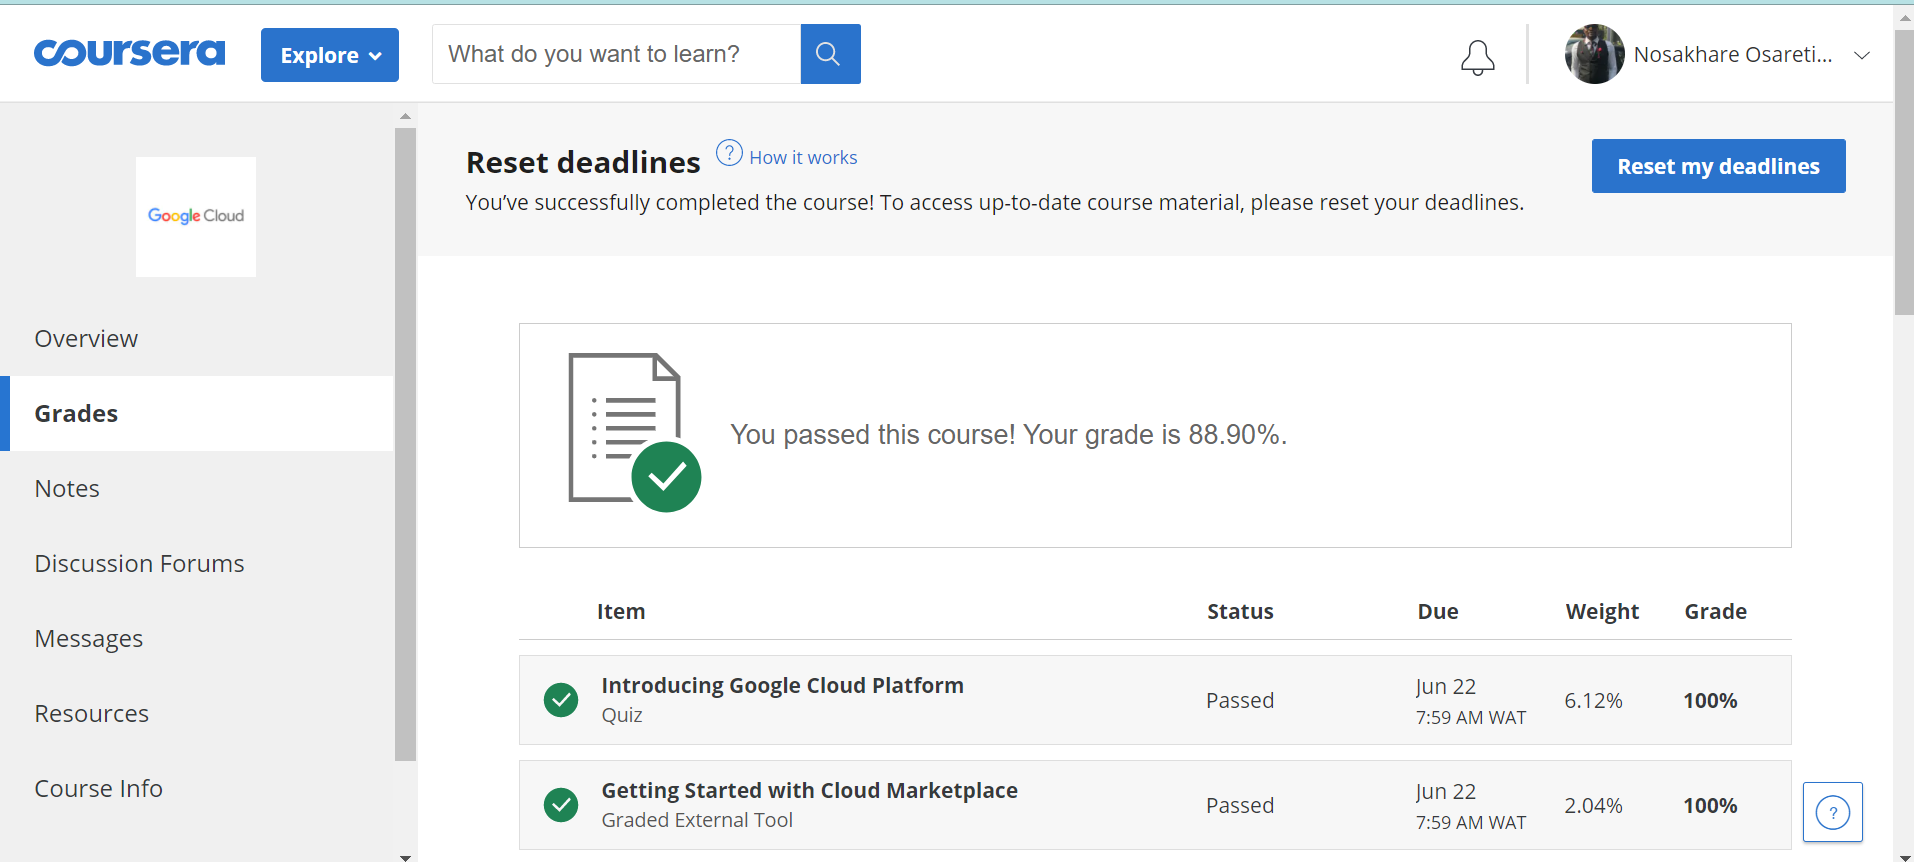 coursera
Explore
What do you want to learn?
Nosakhare Osareti...
Google Cloud
Overview
Grades
Notes
Discussion Forums
Messages
Resources
Course Info
Reset deadlines
? How it works
You’ve successfully completed the course! To access up-to-date course material, please reset your deadlines.
Reset my deadlines
You passed this course! Your grade is 88.90%.
Item Status Due Weight Grade
Introducing Google Cloud Platform
Quiz
Passed
Jun 22
7:59 AM WAT
6.12%
100%
Getting Started with Cloud Marketplace
Graded External Tool
Passed
Jun 22
7:59 AM WAT
2.04%
100%
?